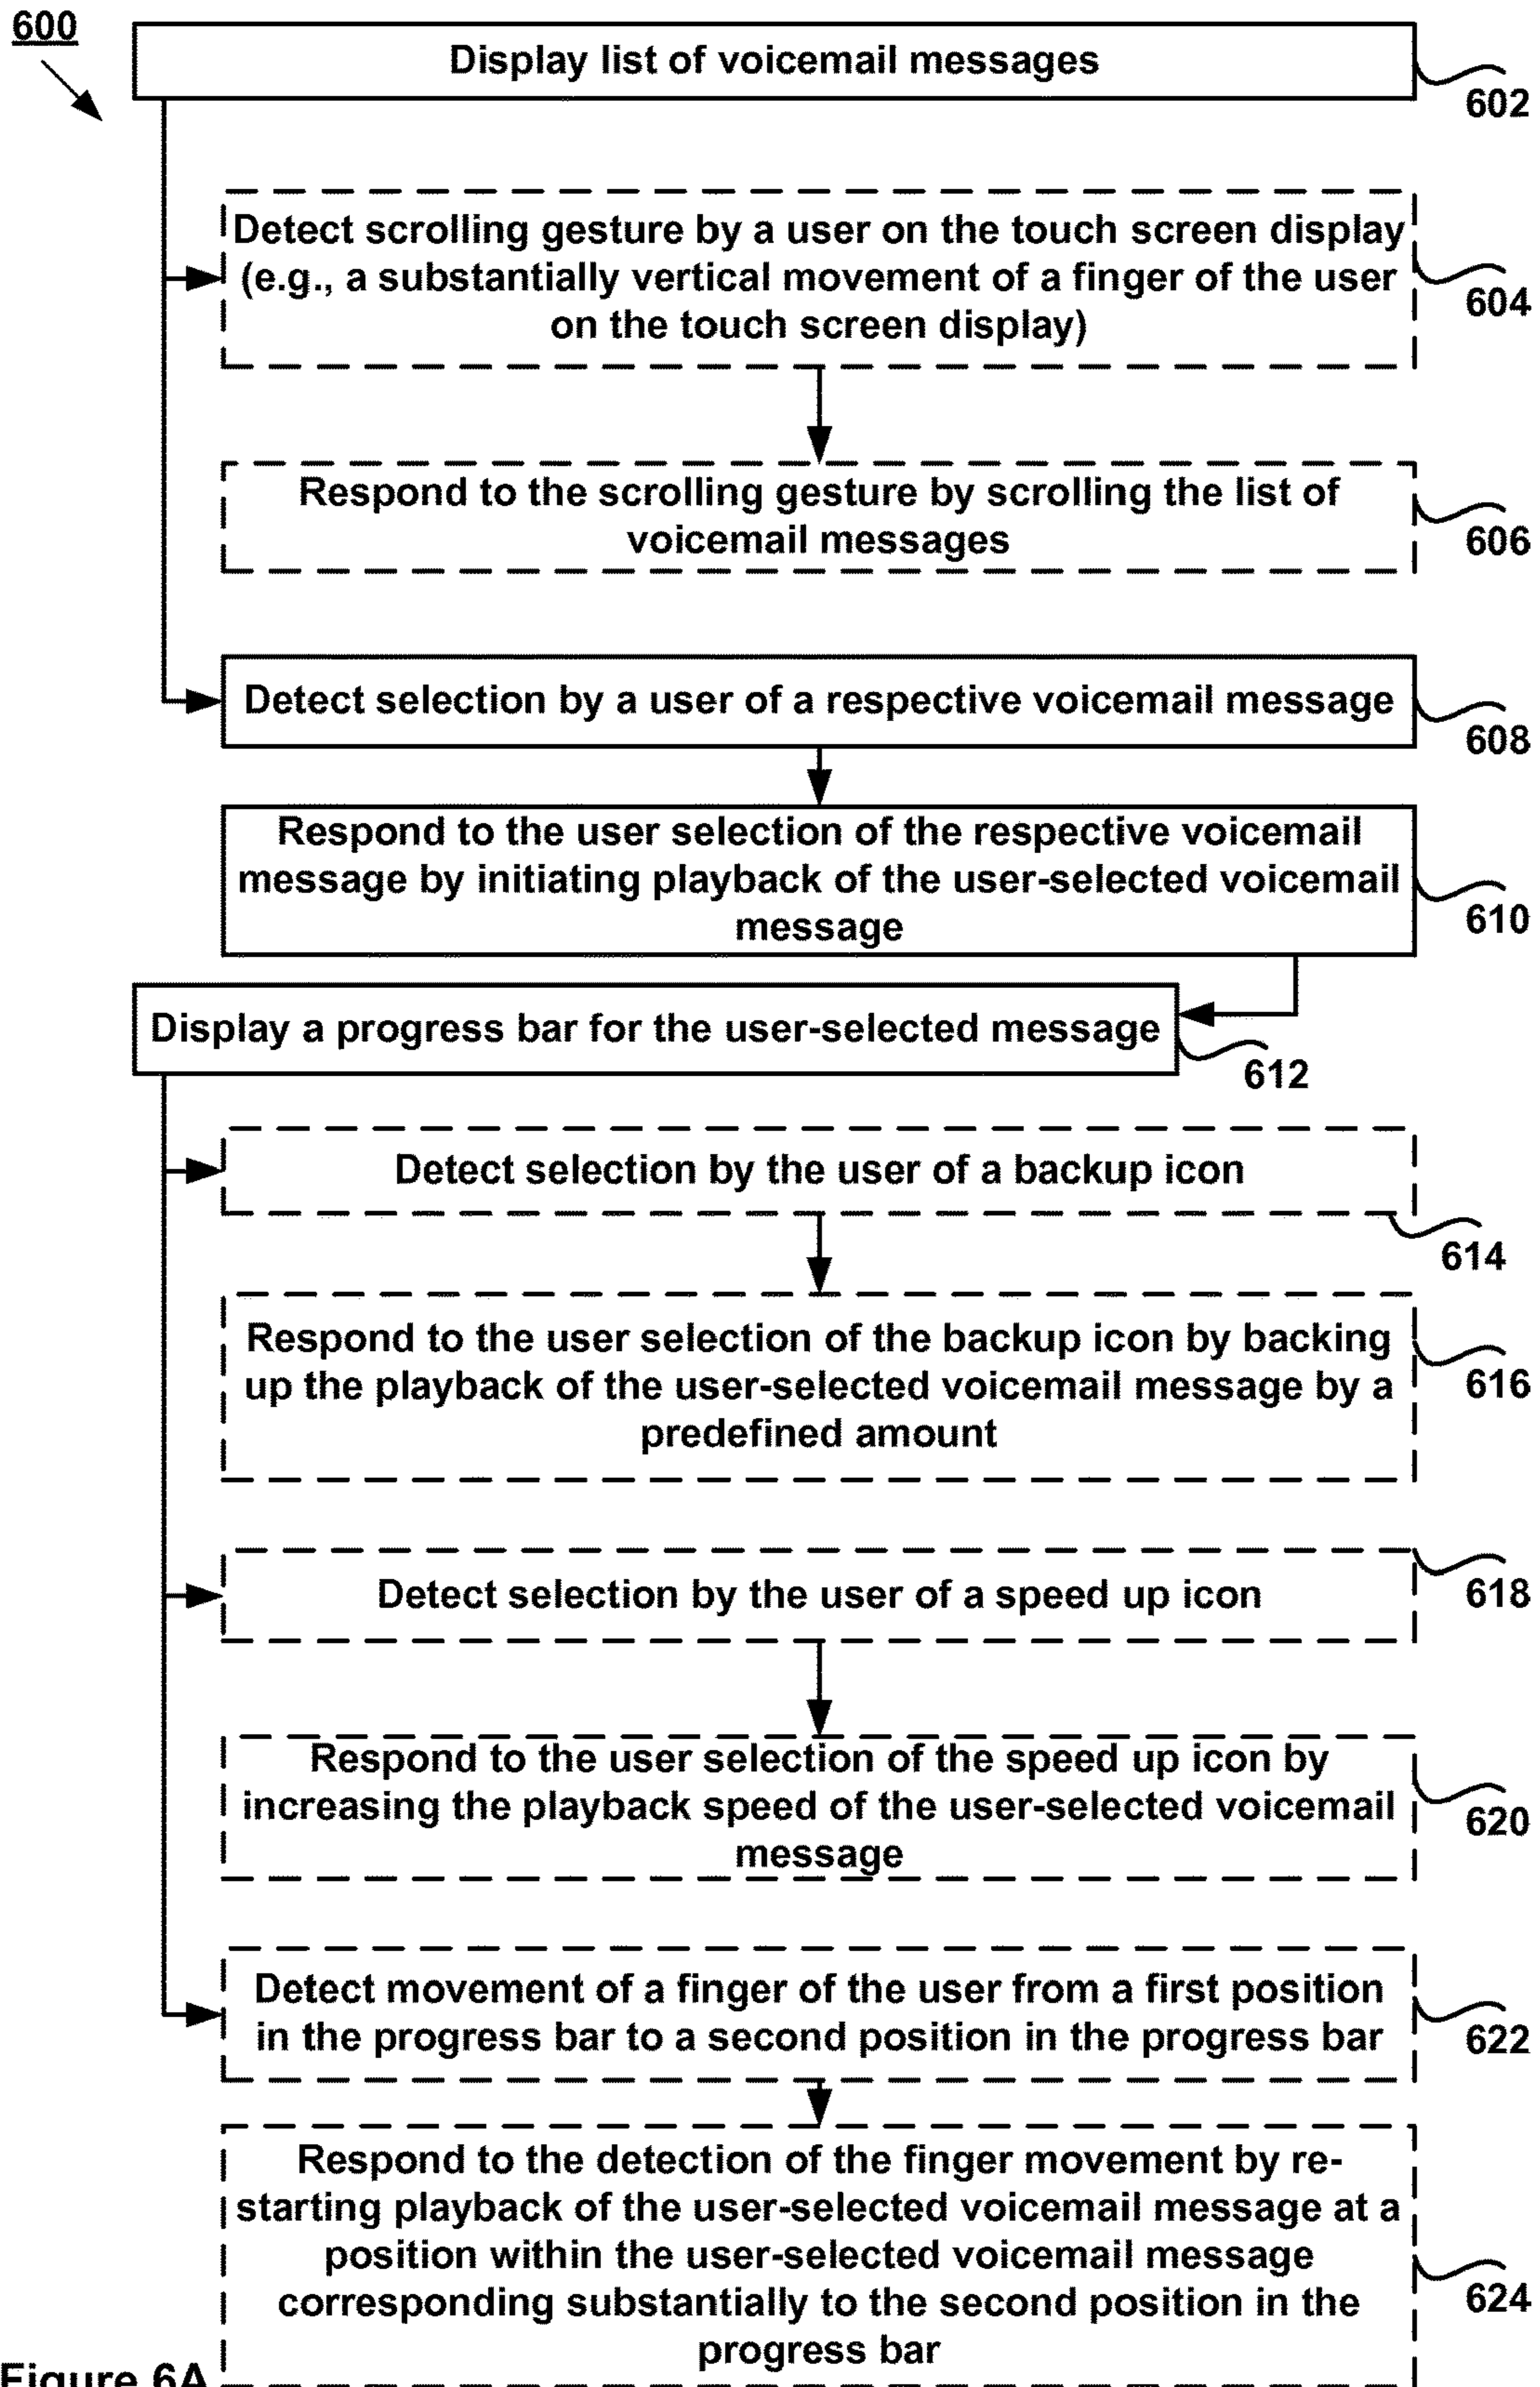 600
Display list of voicemail messages
602
Detect scrolling gesture by a user on the touch screen display
(e.g., a substantially vertical movement of a finger of the user
on the touch screen display)
604
Respond to the scrolling gesture by scrolling the list of
voicemail messages
606
Detect selection by a user of a respective voicemail message
608
Respond to the user selection of the respective voicemail
message by initiating playback of the user-selected voicemail
message
610
Display a progress bar for the user-selected message
612
Detect selection by the user of a backup icon
614
Respond to the user selection of the backup icon by backing
up the playback of the user-selected voicemail message by a
predefined amount
616
Detect selection by the user of a speed up icon
618
Respond to the user selection of the speed up icon by
increasing the playback speed of the user-selected voicemail
message
620
Detect movement of a finger of the user from a first position
in the progress bar to a second position in the progress bar
622
Respond to the detection of the finger movement by re-
starting playback of the user-selected voicemail message at a
position within the user-selected voicemail message
corresponding substantially to the second position in the
progress bar
624
Figure 6A